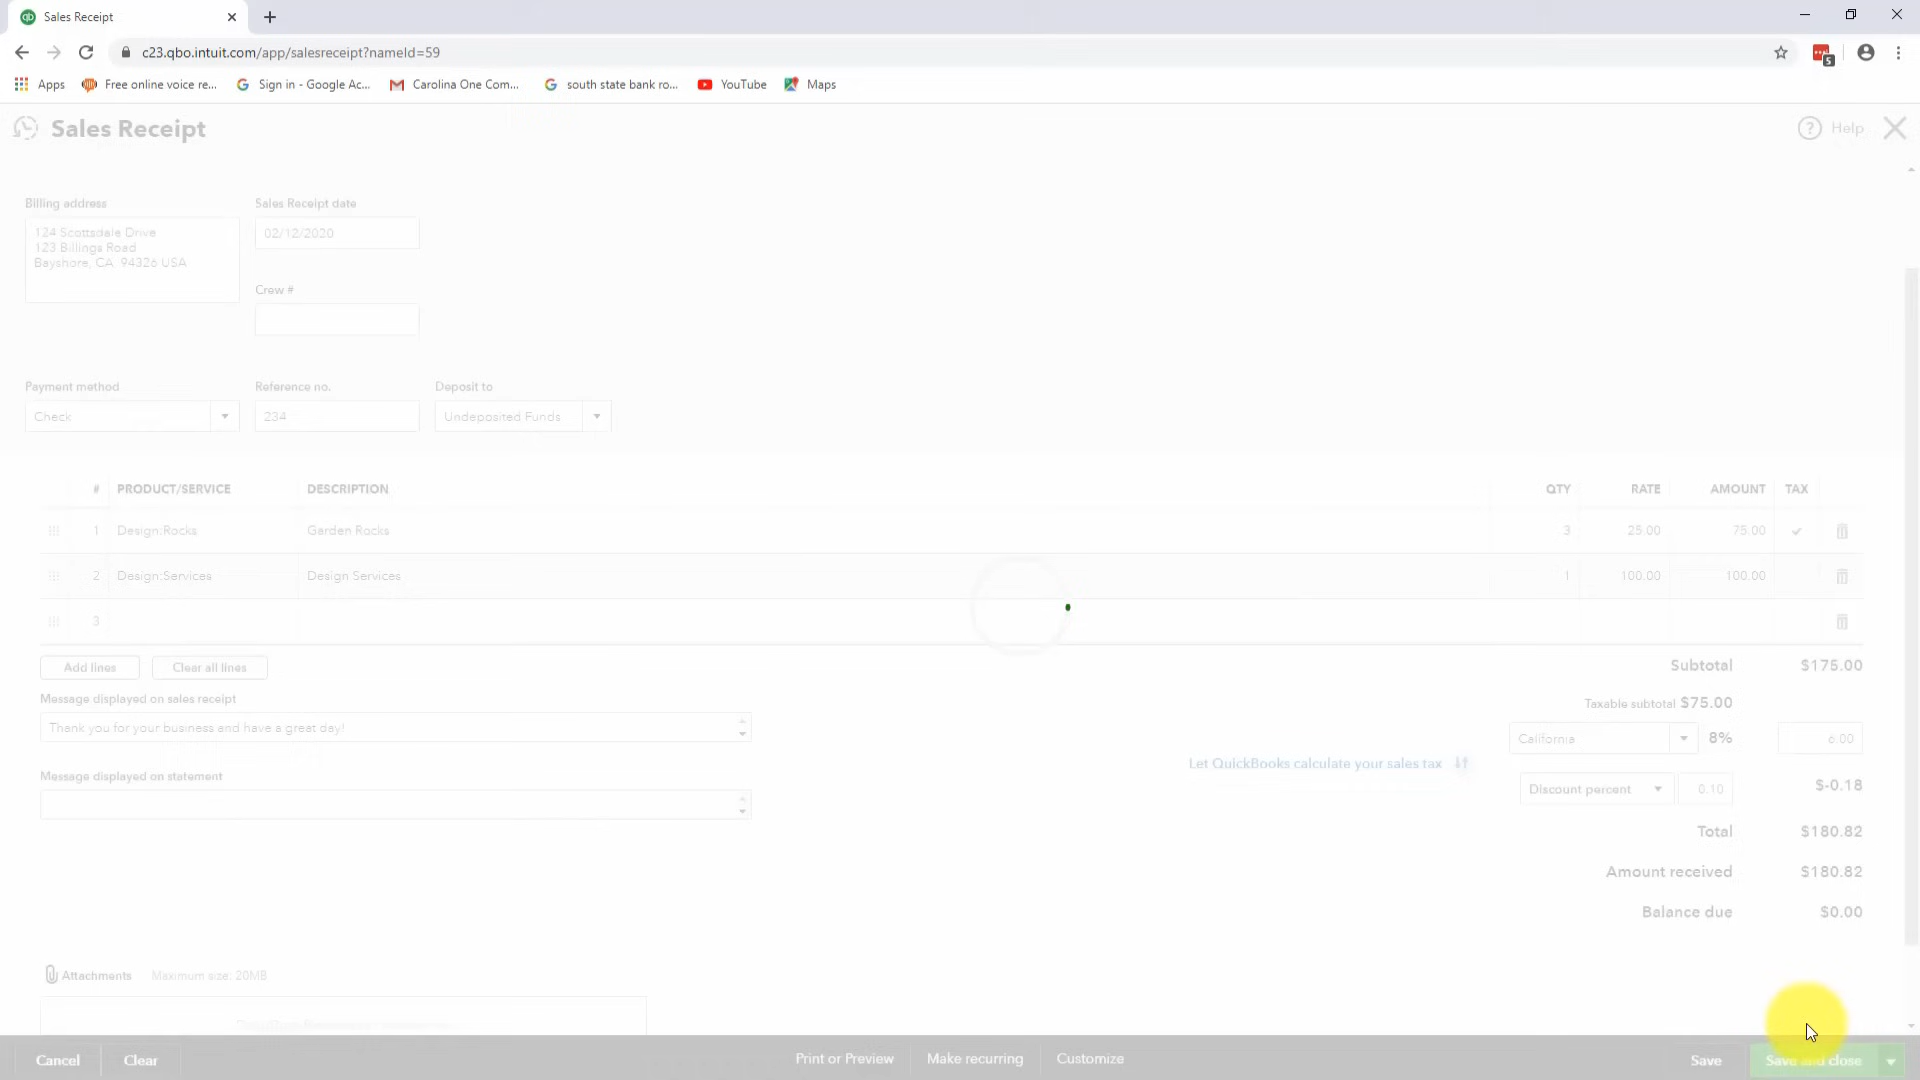 Sales Receipt
c23.qbo.intuit.com/app/salesreceipt?nameId=59
5
Apps Free online voice re... Sign in - Google Ac... Carolina One Com... south state bank ro... YouTube Maps
Sales Receipt
? Help
Billing address Sales Receipt date
124 Scottsdale Drive 02/12/2020
123 Billings Road
Bayshore, CA 94326 USA
Crew #
Payment method Reference no. Deposit to
Check 234 Undeposited Funds
# PRODUCT/SERVICE DESCRIPTION QTY RATE AMOUNT TAX
1 Design:Rocks Garden Rocks 3 25.00 75.00
2 Design:Services Design Services 1 100.00 100.00
3
Add lines Clear all lines Subtotal $175.00
Message displayed on sales receipt Taxable subtotal $75.00
Thank you for your business and have a great day! California 8% 6.00
Let QuickBooks calculate your sales tax
Message displayed on statement Discount percent 0.10 $-0.18
Total $180.82
Amount received $180.82
Balance due $0.00
Attachments Maximum size: 20MB
Cancel Clear Print or Preview Make recurring Customize Save Save and close